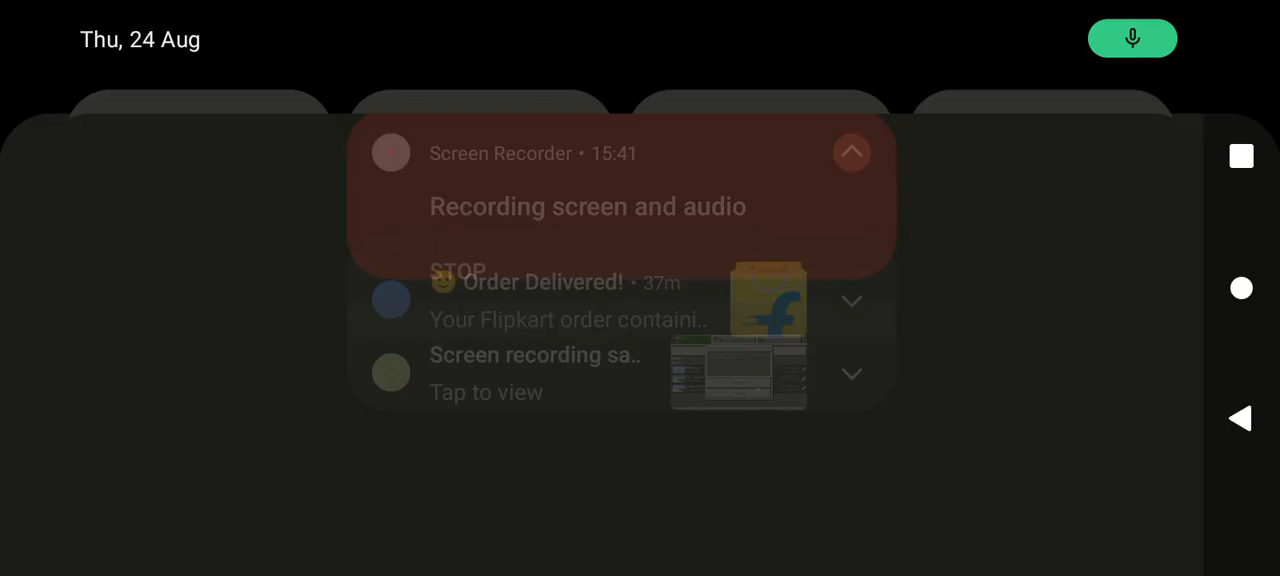 Thu, 24 Aug
Screen Recorder • 15:41
Recording screen and audio
STOP
Order Delivered! • 37m
Your Flipkart order containi..
Screen recording sa..
Tap to view